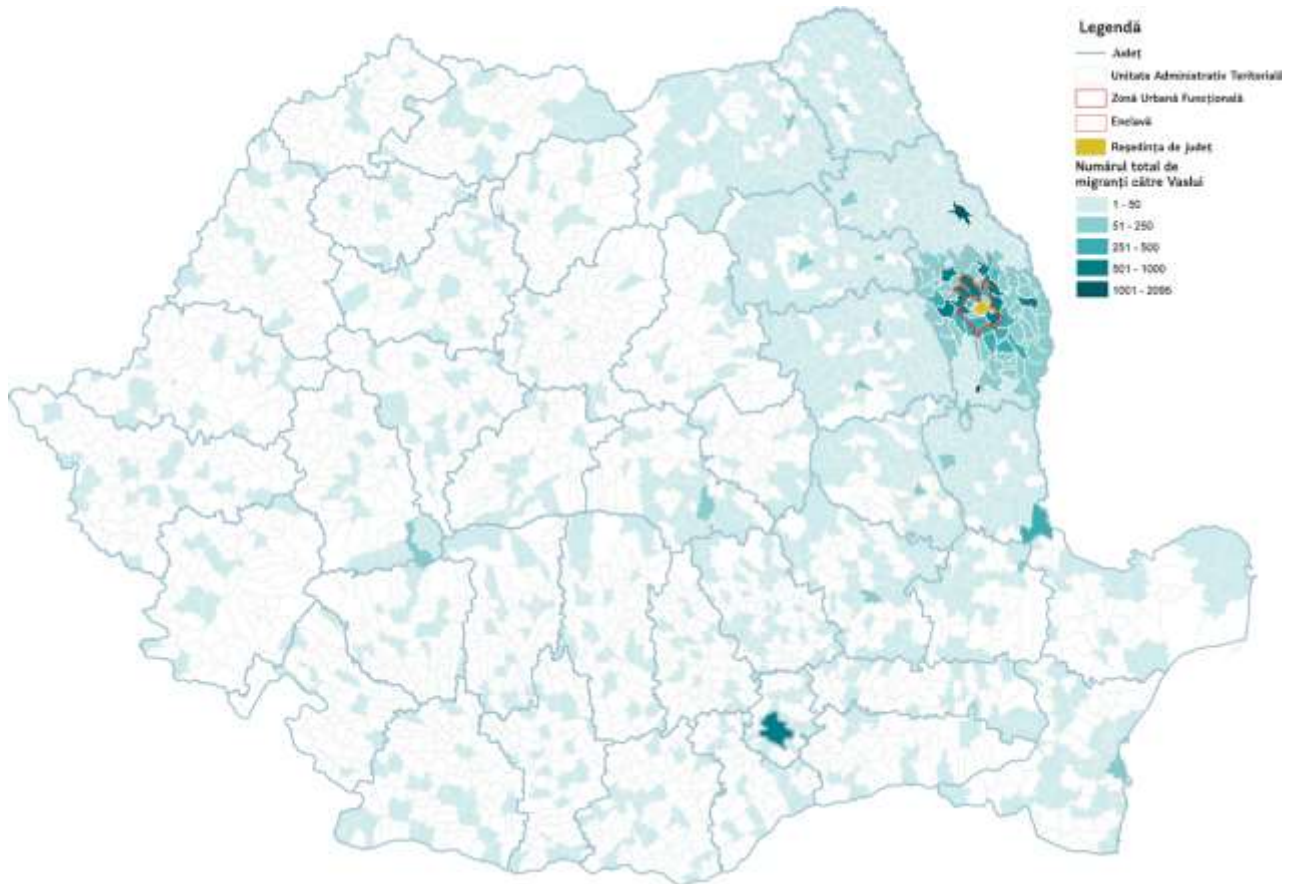 Legendă
Județ
Unitate Administrativ Teritorială
Zonă Urbană Funcțională
Enclavă
Reședința de județ
Numărul total de
migranți către Vaslui
1 - 50
51 - 250
251 - 500
501 - 1000